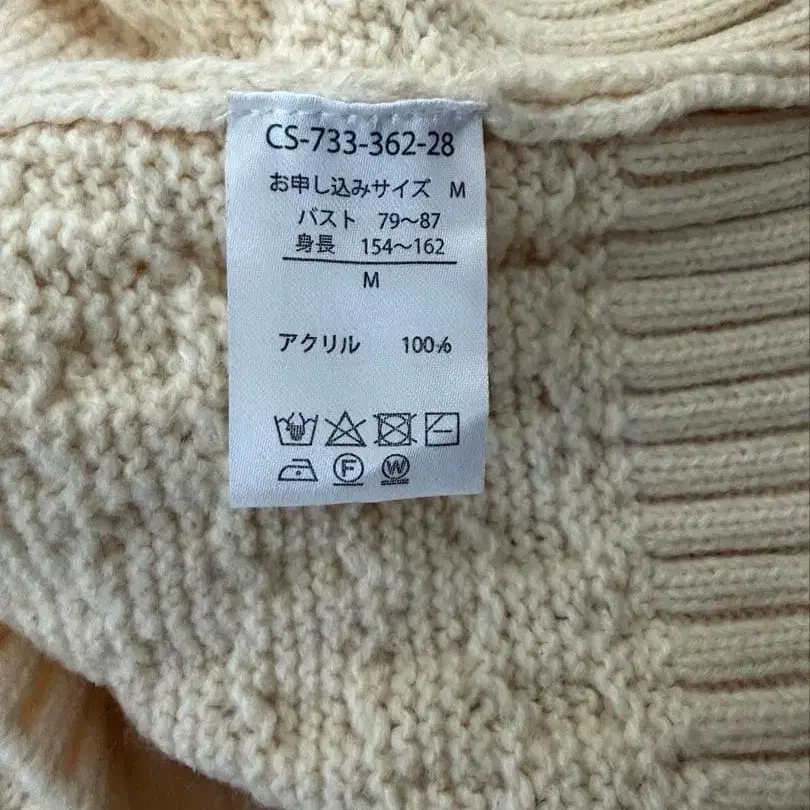 CS-733-362-28
お申し込みサイズ M
バスト 79〜87
身長 154〜162
M
アクリル 100%
F
W